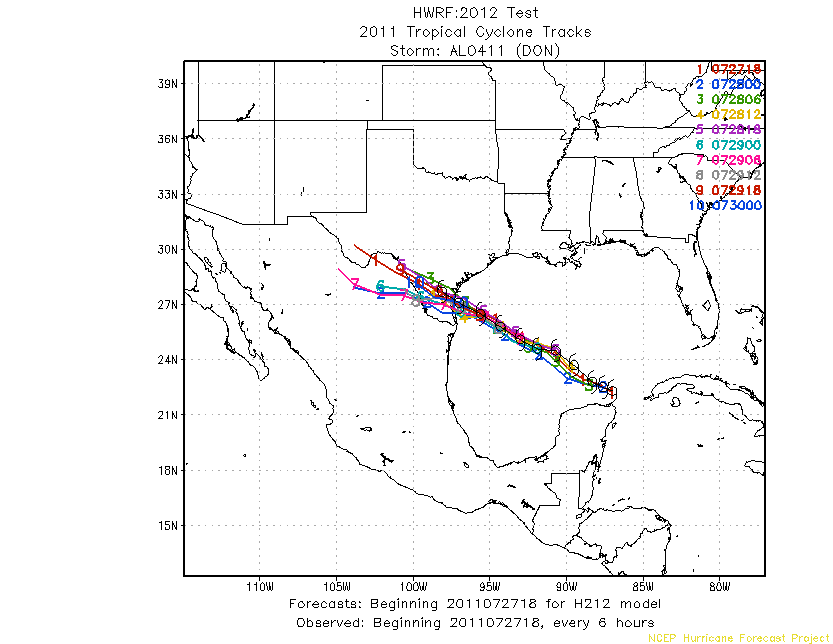 HWRF:2012 Test
2011 Tropical Cyclone Tracks
Storm: AL0411 (DON)
39N
36N
33N
30N
27N
24N
21N
18N
15N
1 072718
2 072800
3 072806
4 072812
5 072818
6 072900
7 072906
8 072912
9 072918
10 073000
110W 105W 100W 95W 90W 85W 80W
Forecasts: Beginning 2011072718 for H212 model
Observed: Beginning 2011072718, every 6 hours
NCEP Hurricane Forecast Project